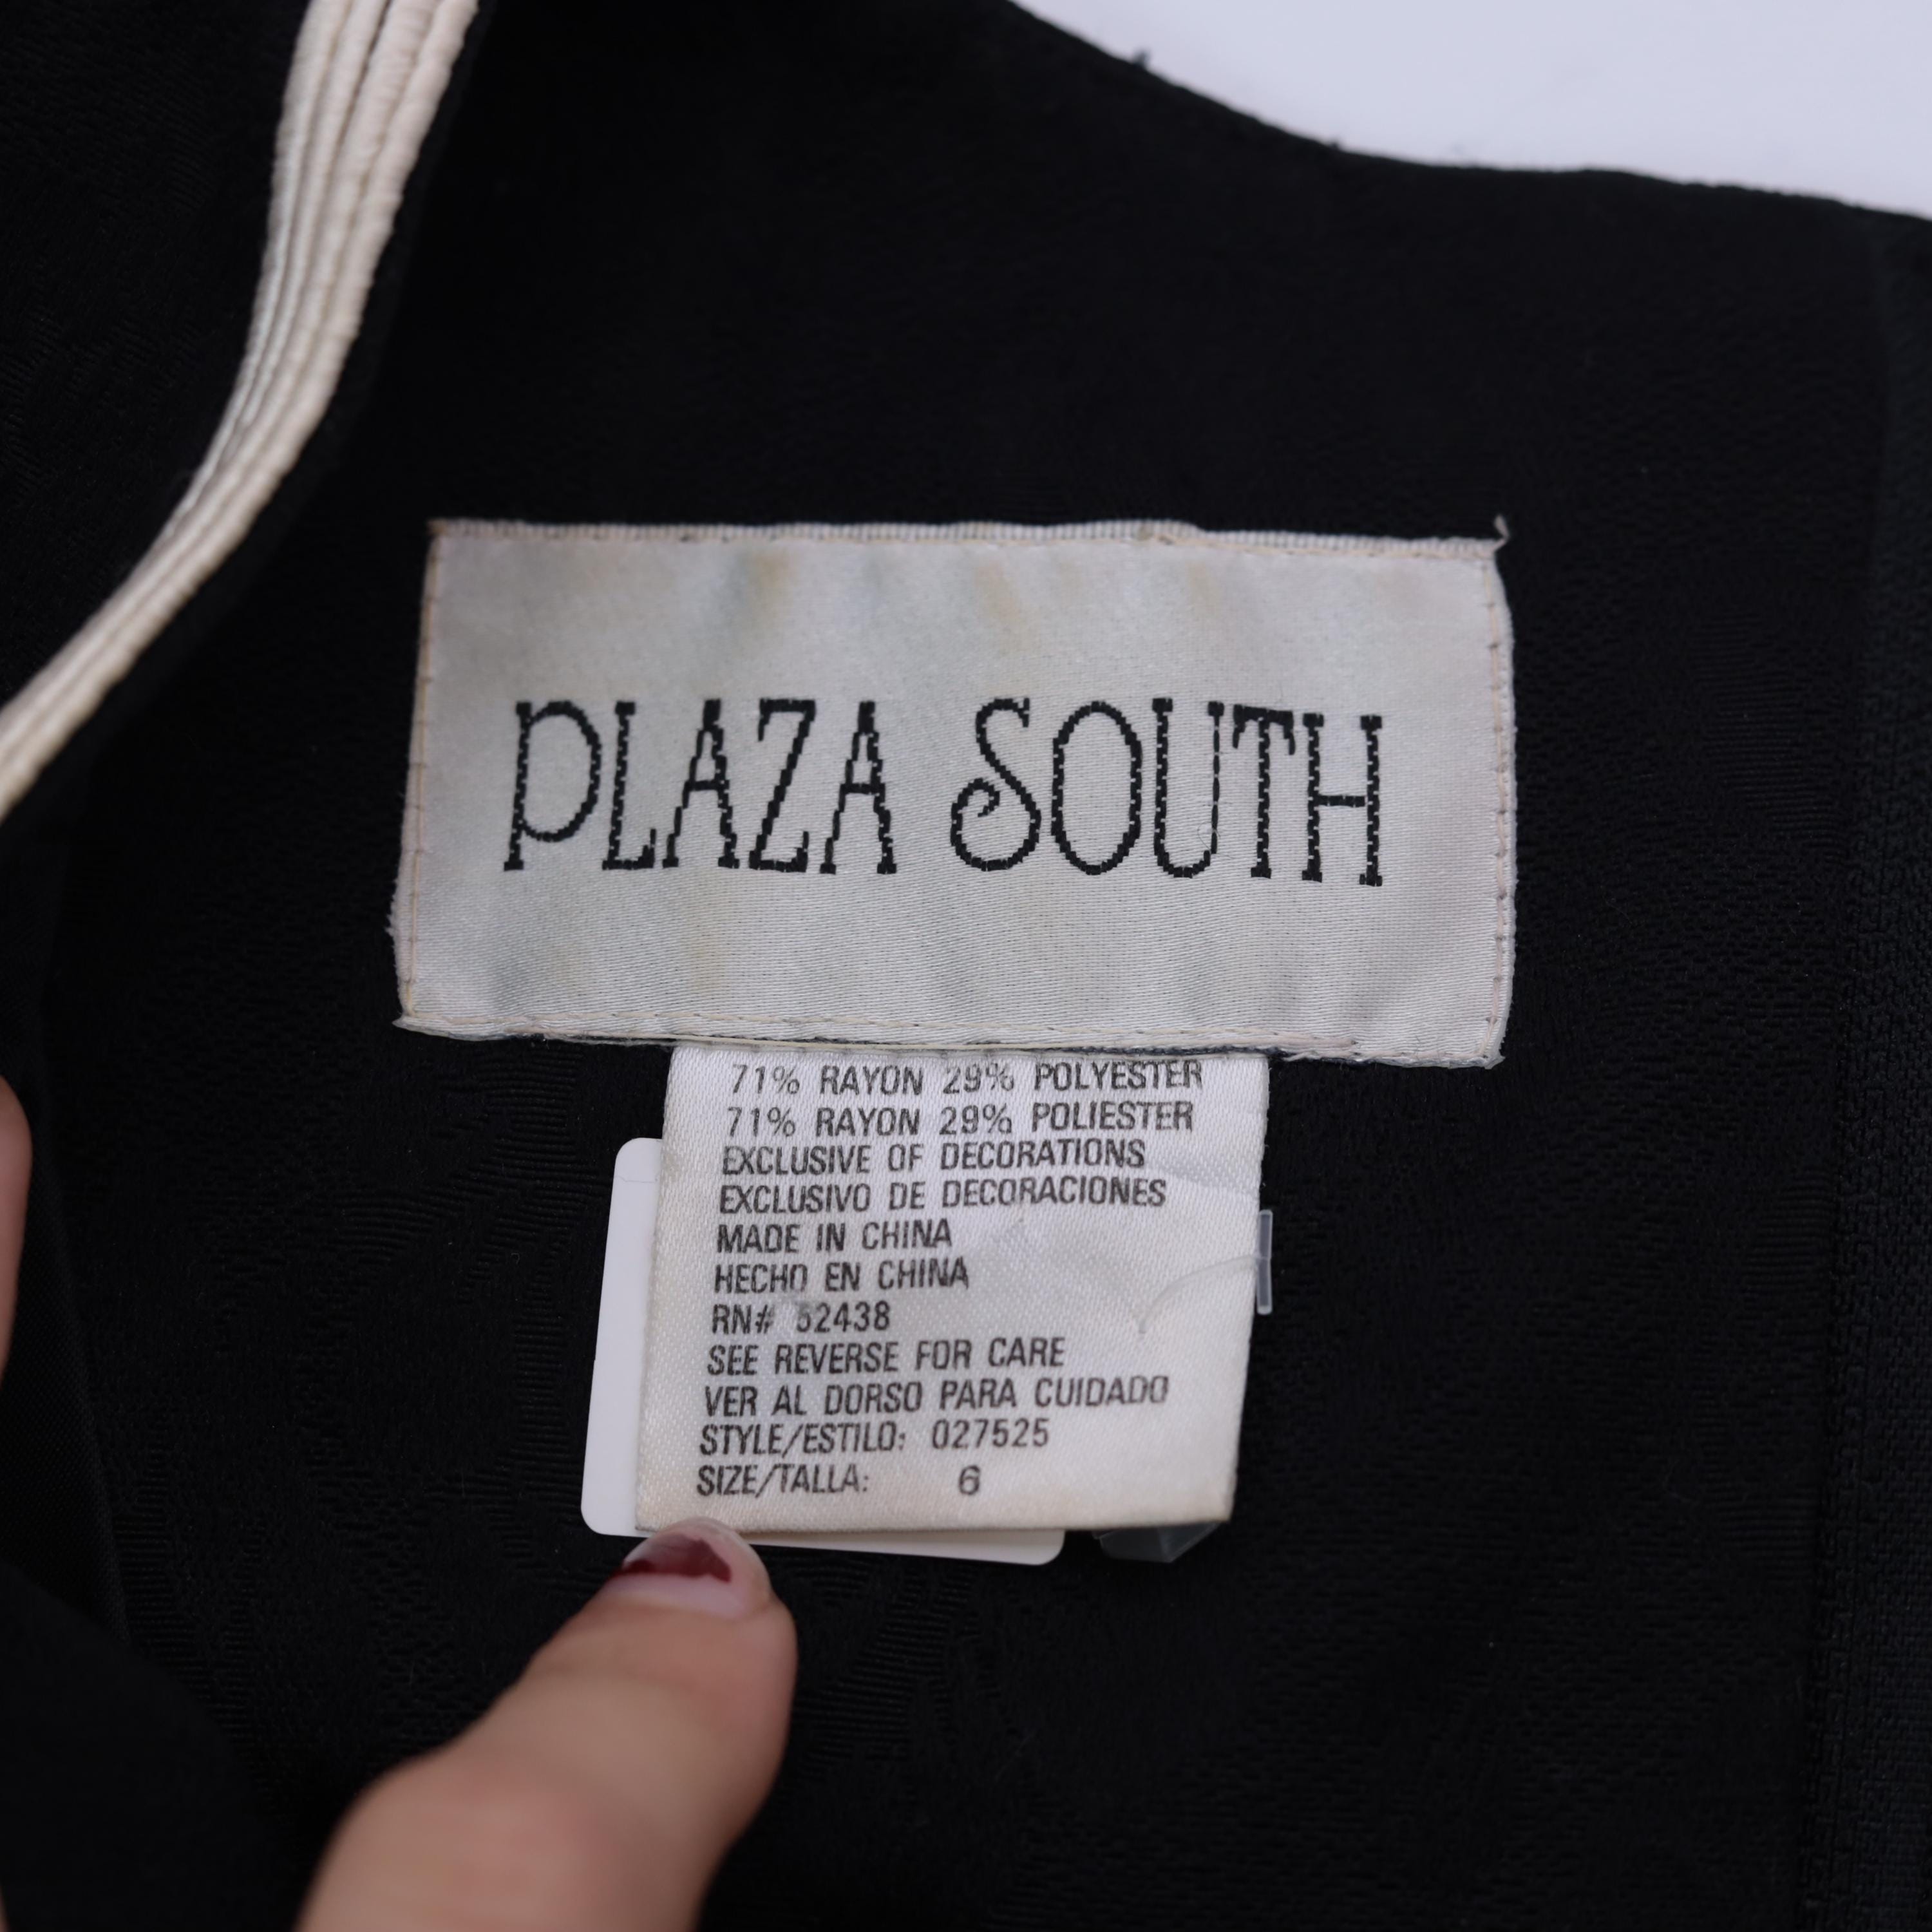 PLAZA SOUTH
71% RAYON 29% POLYESTER
71% RAYON 29% POLIESTER
EXCLUSIVE OF DECORATIONS
EXCLUSIVO DE DECORACIONES
MADE IN CHINA
HECHO EN CHINA
RN# 52438
SEE REVERSE FOR CARE
VER AL DORSO PARA CUIDADO
STYLE/ESTILO: 027525
SIZE/TALLA: 6